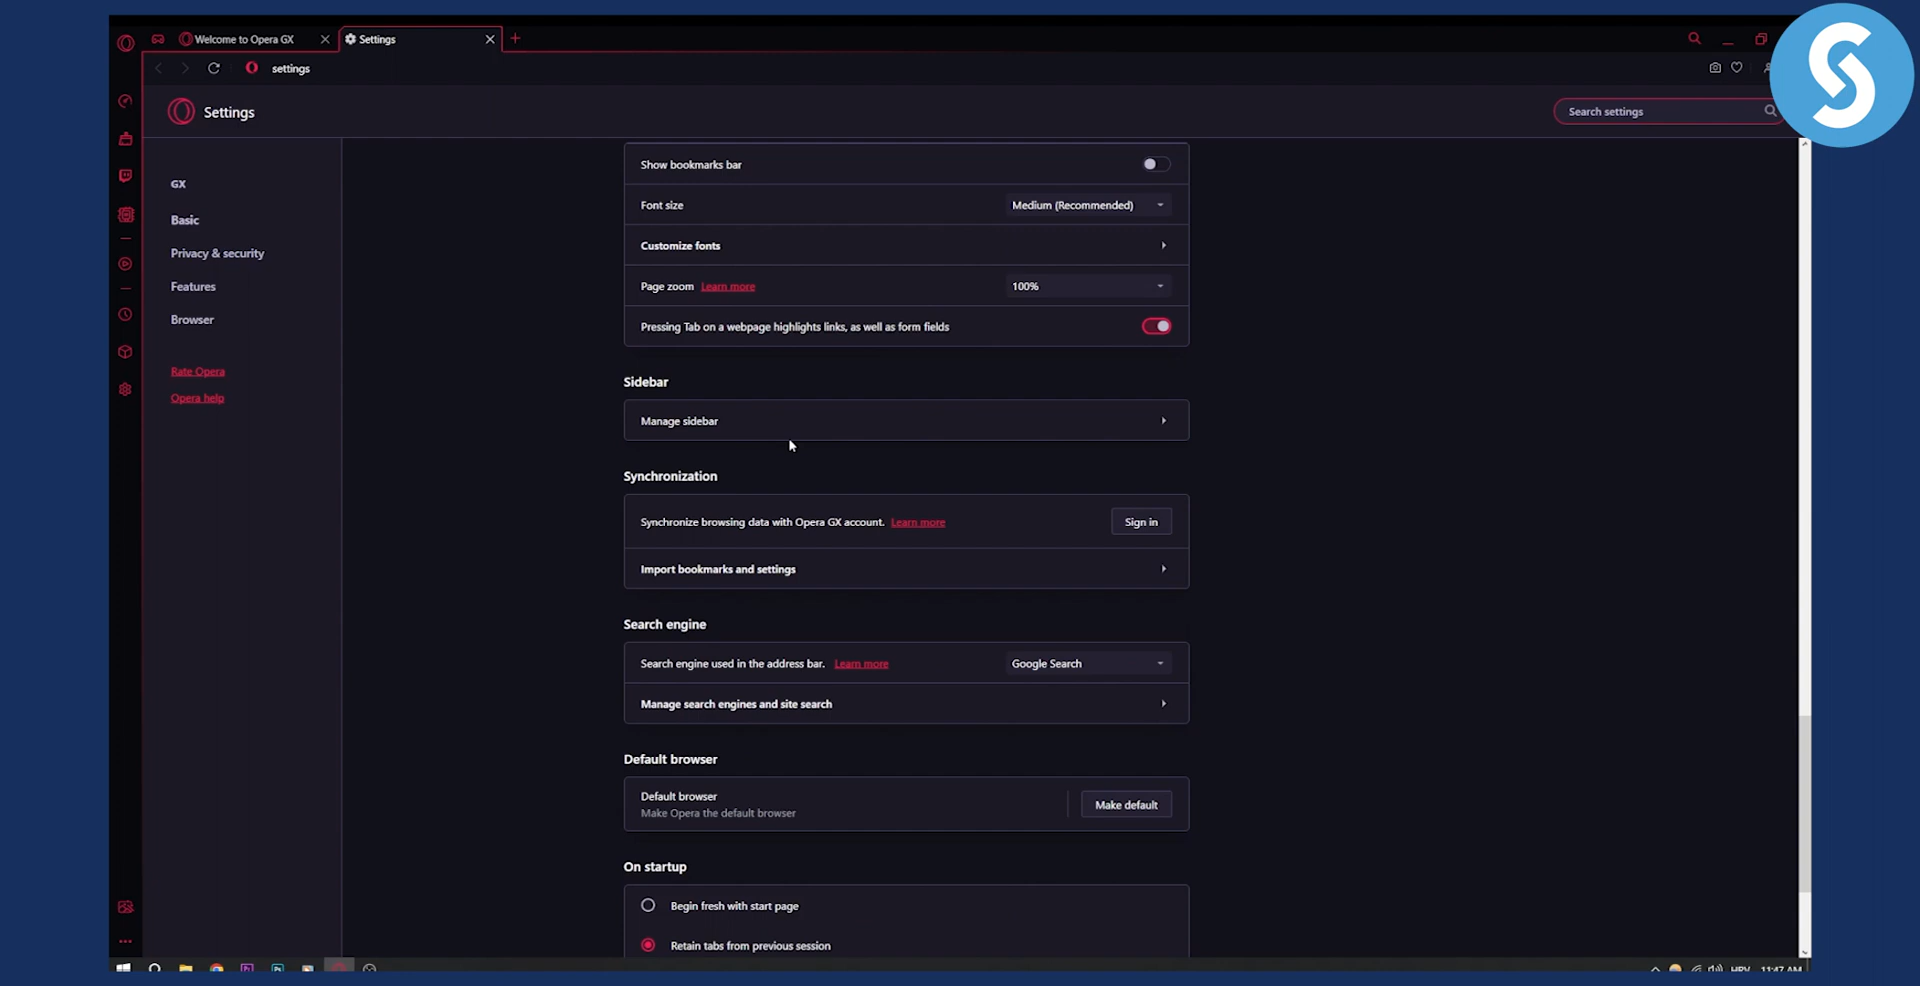 Welcome to Opera GX
Settings
settings
Settings
Search settings
GX
Basic
Privacy & security
Features
Browser
Rate Opera
Opera help
Show bookmarks bar
Font size
Medium (Recommended)
Customize fonts
Page zoom Learn more
100%
Pressing Tab on a webpage highlights links, as well as form fields
Sidebar
Manage sidebar
Synchronization
Synchronize browsing data with Opera GX account. Learn more
Sign in
Import bookmarks and settings
Search engine
Search engine used in the address bar. Learn more
Google Search
Manage search engines and site search
Default browser
Default browser
Make Opera the default browser
Make default
On startup
Begin fresh with start page
Retain tabs from previous session
HRV 11:47 AM